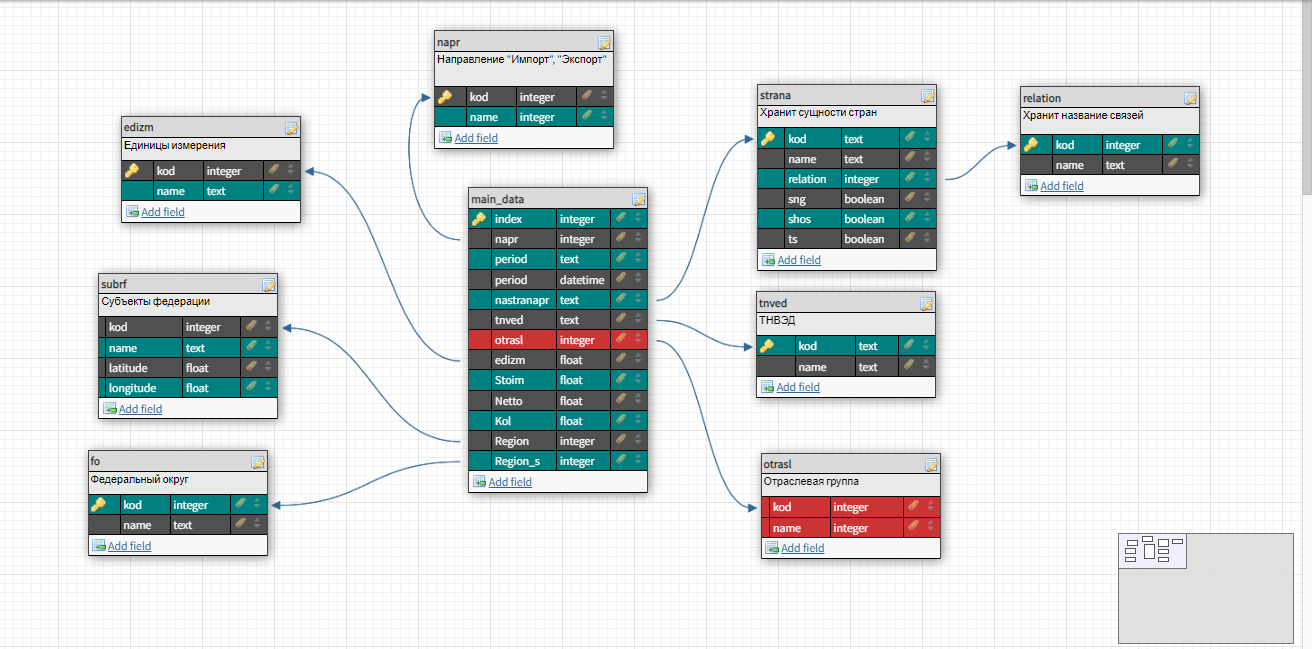 napr
Направление "Импорт", "Экспорт"
kod integer
name integer
Add field
edizm
Единицы измерения
kod integer
name text
Add field
subrf
Субъекты федерации
kod integer
name text
latitude float
longitude float
Add field
fo
Федеральный округ
kod integer
name text
Add field
main_data
index integer
napr integer
period text
period datetime
nastranapr text
tnved text
otrasl integer
edizm float
Stoim float
Netto float
Kol float
Region integer
Region_s integer
Add field
strana
Хранит сущности стран
kod text
name text
relation integer
sng boolean
shos boolean
ts boolean
Add field
tnved
ТНВЭД
kod text
name text
Add field
otrasl
Отраслевая группа
kod integer
name integer
Add field
relation
Хранит название связей
kod integer
name text
Add field